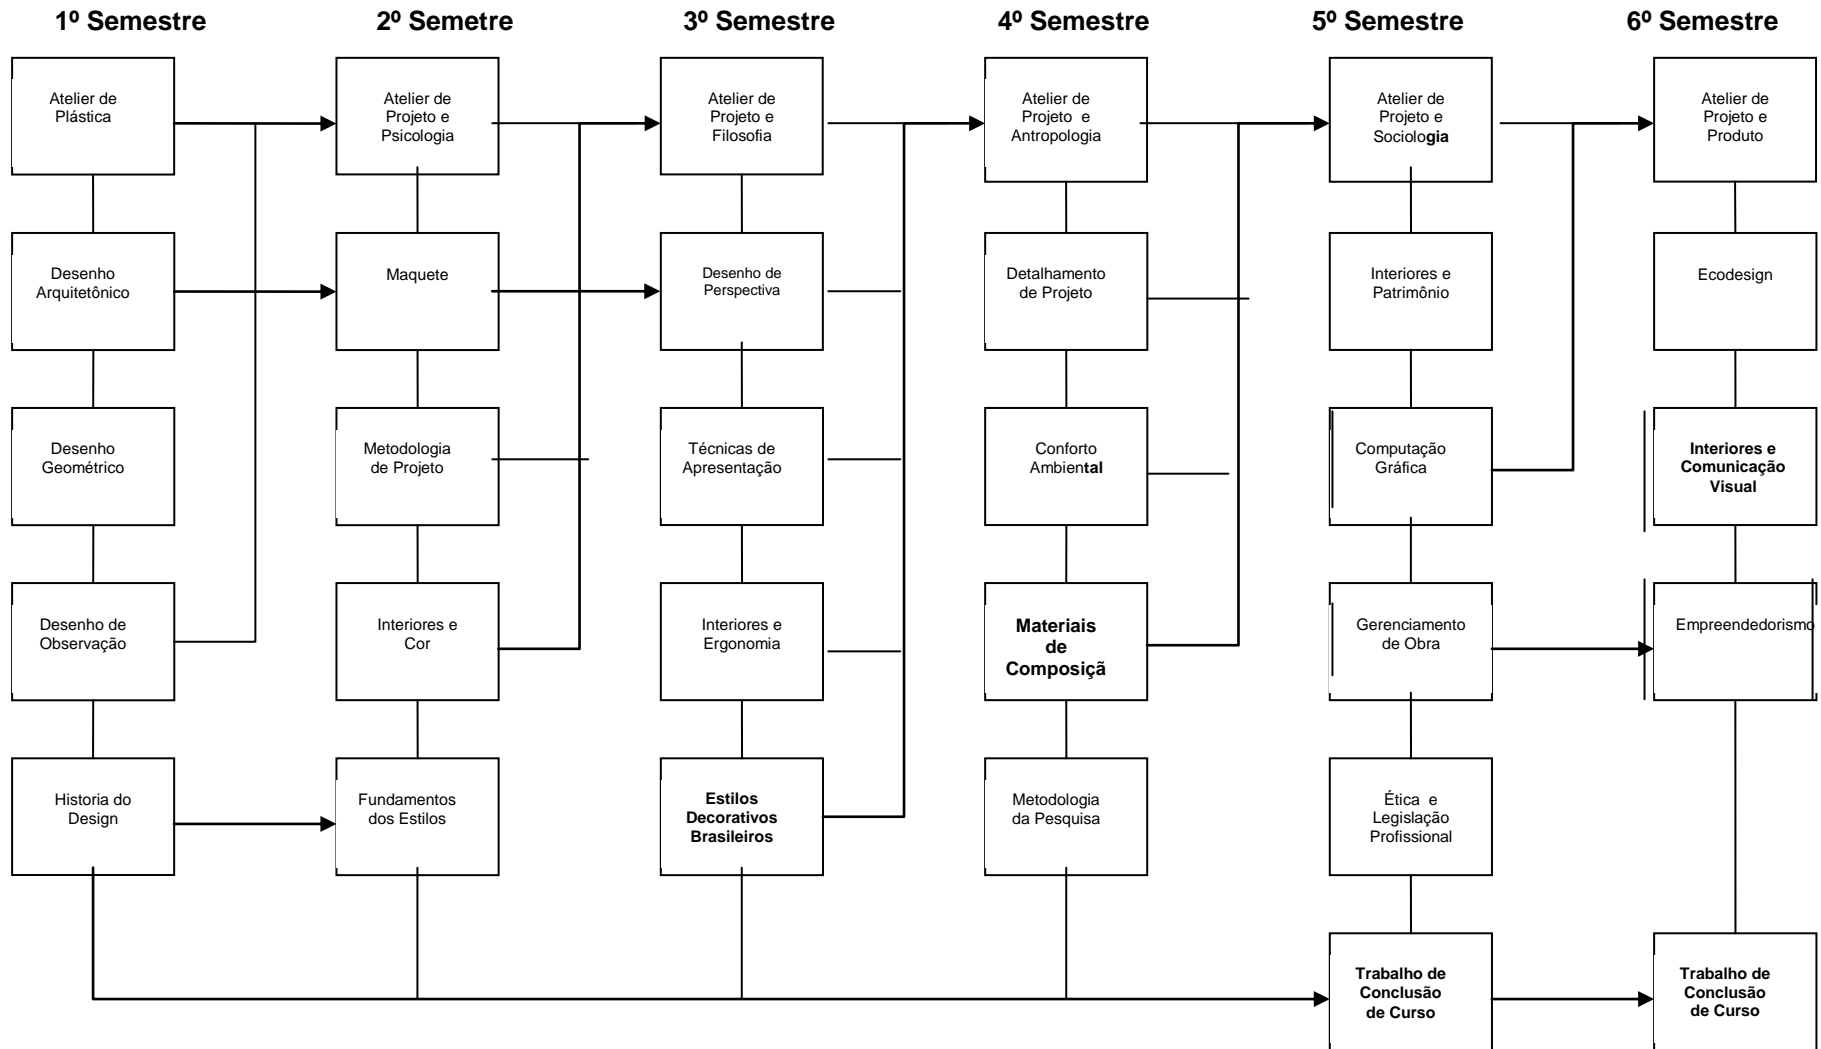 1º Semestre
2º Semetre
3º Semestre
4º Semestre
5º Semestre
6º Semestre
Atelier de
Plástica
Atelier de
Projeto e
Psicologia
Atelier de
Projeto e
Filosofia
Atelier de
Projeto e
Antropologia
Atelier de
Projeto e
Sociologia
Atelier de
Projeto e
Produto
Desenho
Arquitetônico
Maquete
Desenho de
Perspectiva
Detalhamento
de Projeto
Interiores e
Patrimônio
Ecodesign
Desenho
Geométrico
Metodologia
de Projeto
Técnicas de
Apresentação
Conforto
Ambiental
Computação
Gráfica
Interiores e
Comunicação
Visual
Desenho de
Observação
Interiores e
Cor
Interiores e
Ergonomia
Materiais
de
Composiçã
Gerenciamento
de Obra
Empreendedorismo
Historia do
Design
Fundamentos
dos Estilos
Estilos
Decorativos
Brasileiros
Metodologia
da Pesquisa
Ética e
Legislação
Profissional
Trabalho de
Conclusão
de Curso
Trabalho de
Conclusão
de Curso